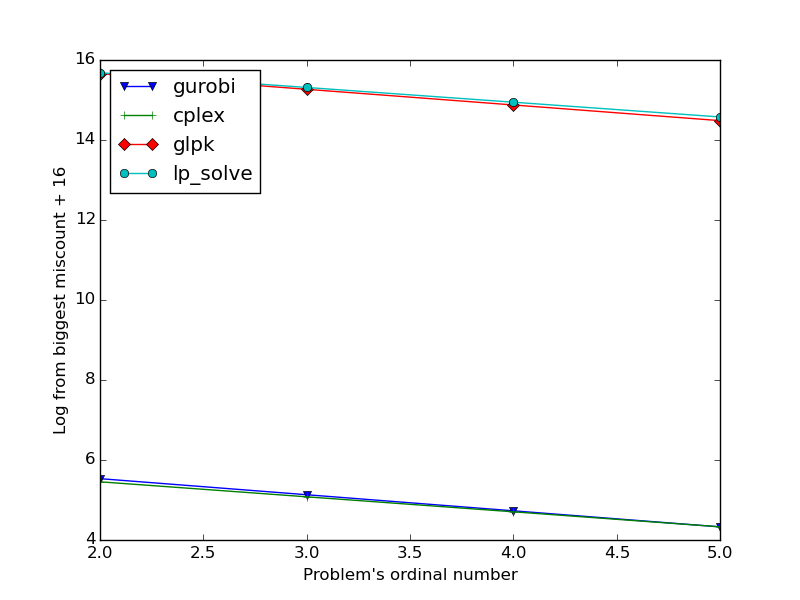 16
14
12
10
8
6
4
gurobi
cplex
glpk
lp_solve
Log from biggest miscount + 16
2.0 2.5 3.0 3.5 4.0 4.5 5.0
Problem's ordinal number